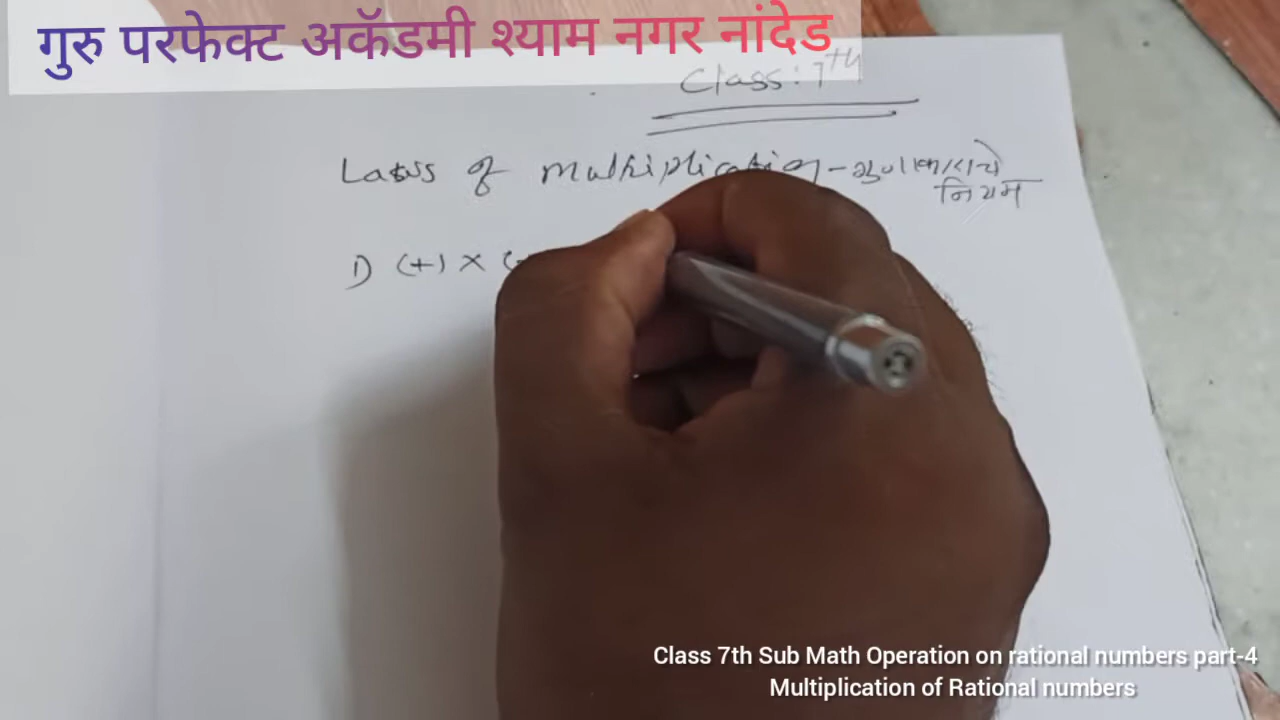 गुरु परफेक्ट अकॅडमी श्याम नगर नांदेड
Class: 7th
Laws of multiplication - गुणाकाराचे
नियम
1) (+) × (
Class 7th Sub Math Operation on rational numbers part-4
Multiplication of Rational numbers